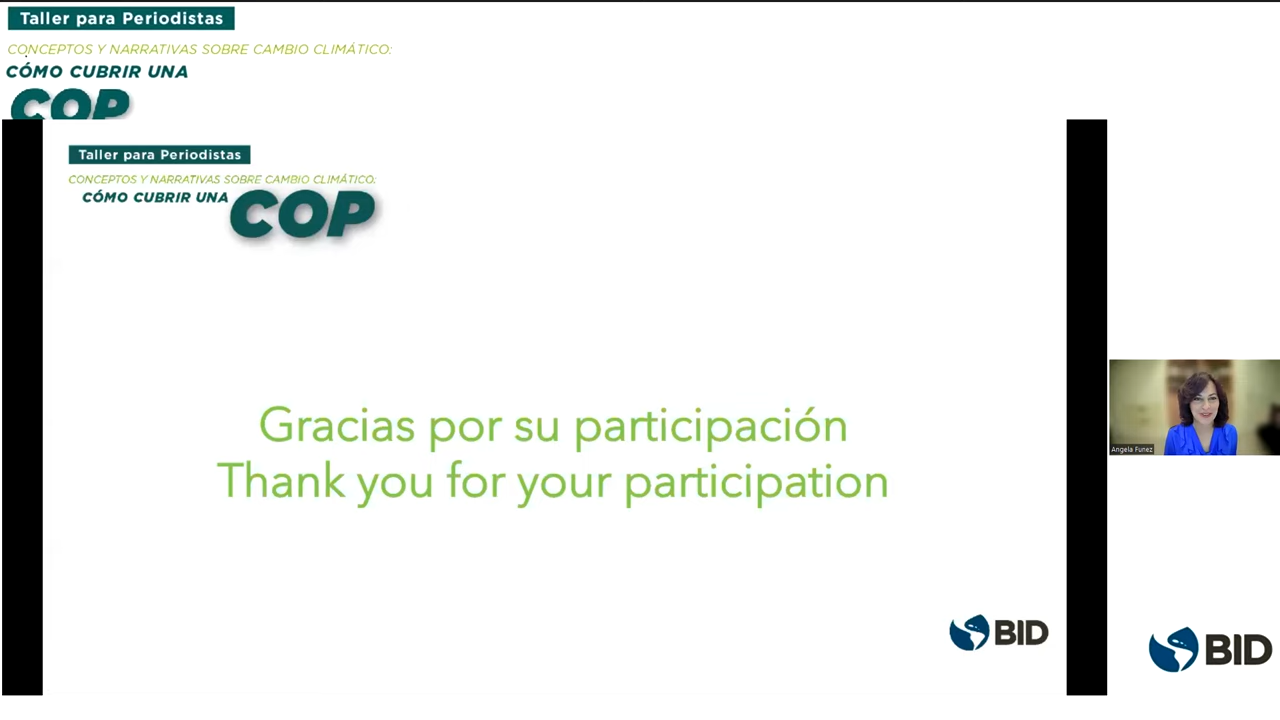 Taller para Periodistas
CONCEPTOS Y NARRATIVAS SOBRE CAMBIO CLIMÁTICO:
CÓMO CUBRIR UNA
COP
Taller para Periodistas
CONCEPTOS Y NARRATIVAS SOBRE CAMBIO CLIMÁTICO:
CÓMO CUBRIR UNA COP
Gracias por su participación
Thank you for your participation
Angela Funez
BID
BID